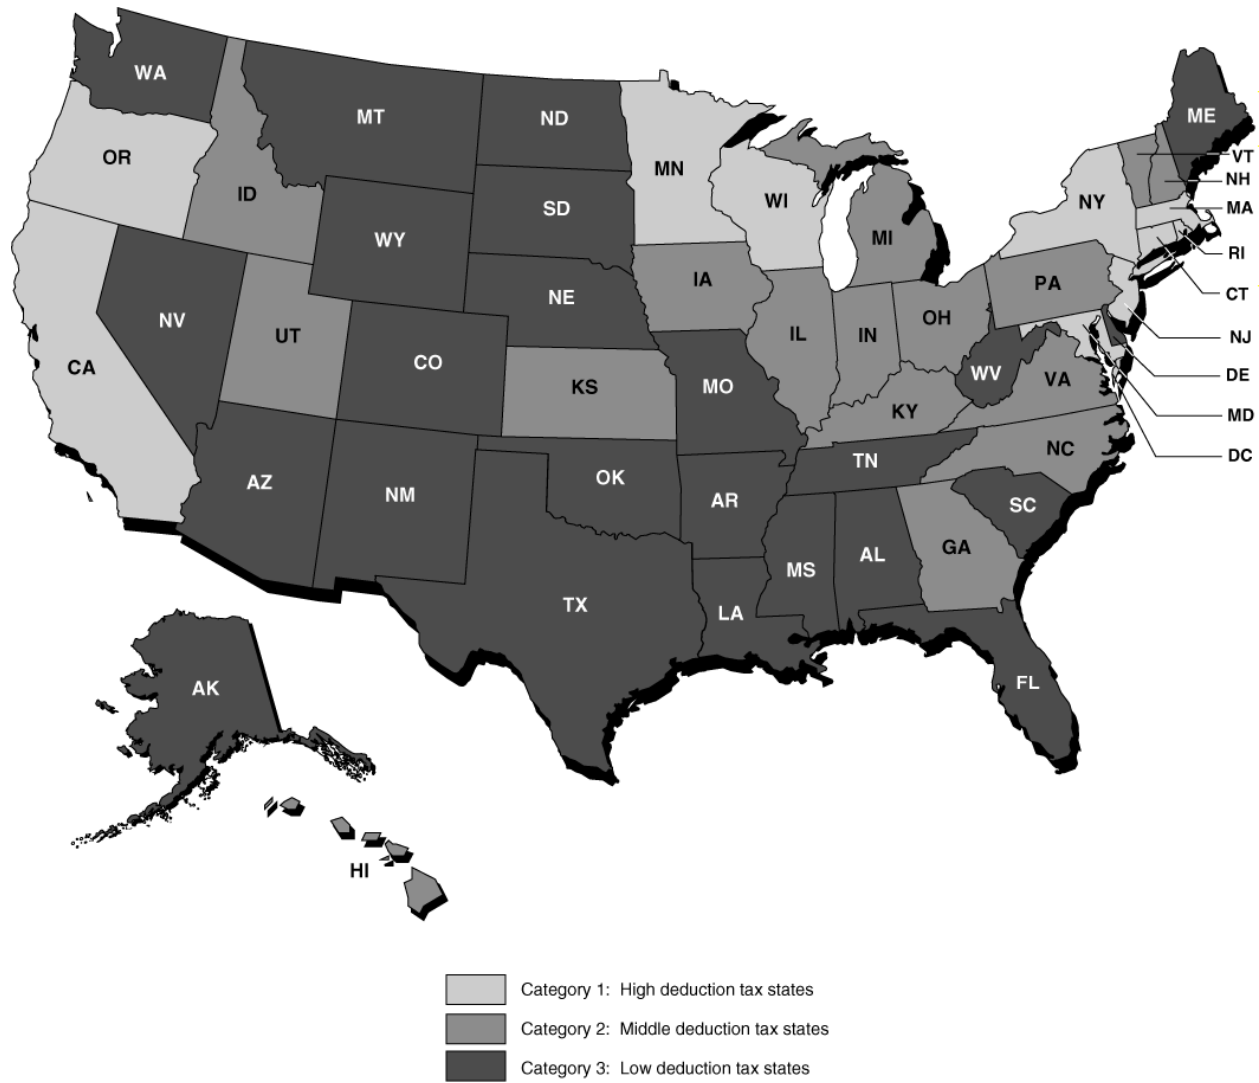 WA
MT
ND
MN
ME
OR
ID
SD
WI
MI
NY
VT
NH
MA
RI
CT
NJ
DE
MD
DC
WY
NV
UT
NE
IA
PA
CA
CO
KS
MO
IL
IN
OH
WV
VA
KY
NC
AZ
NM
OK
AR
TN
SC
TX
LA
MS
AL
GA
FL
AK
HI
Category 1: High deduction tax states
Category 2: Middle deduction tax states
Category 3: Low deduction tax states